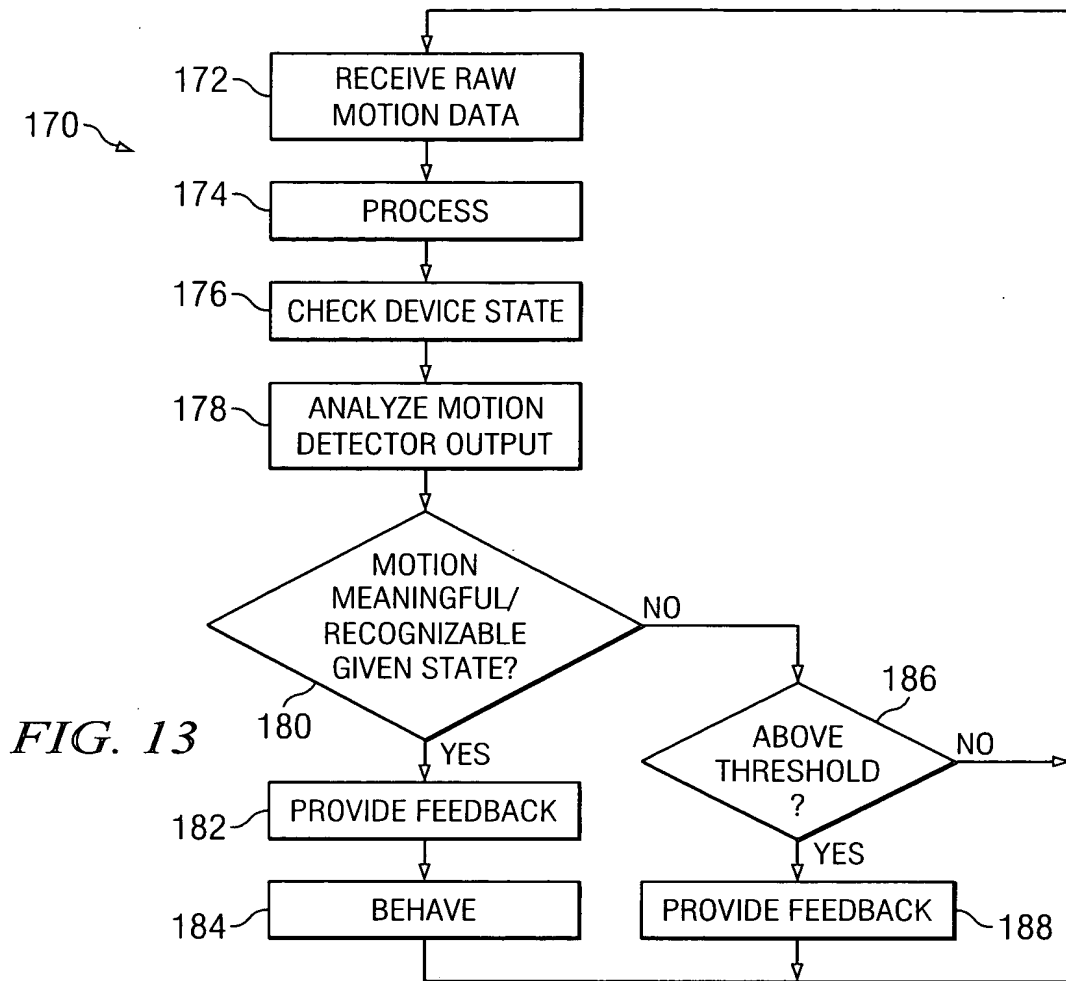 172
RECEIVE RAW
MOTION DATA
170
174
PROCESS
176
CHECK DEVICE STATE
178
ANALYZE MOTION
DETECTOR OUTPUT
MOTION
MEANINGFUL/
RECOGNIZABLE
GIVEN STATE?
NO
180
186
ABOVE
THRESHOLD
?
NO
FIG. 13
YES
YES
182
PROVIDE FEEDBACK
184
BEHAVE
PROVIDE FEEDBACK
188